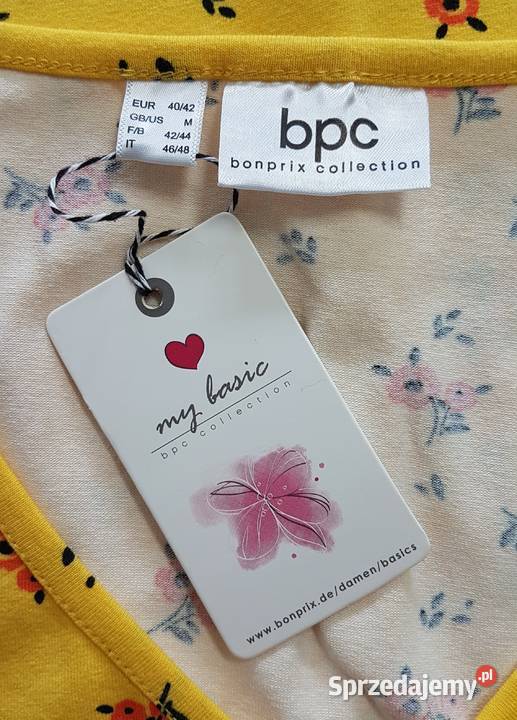 EUR 40/42
GB/US M
F/B 42/44
IT 46/48
bpc
bonprix collection
my basic
bpc collection
www.bonprix.de/damen/basics
Sprzedajemy.pl